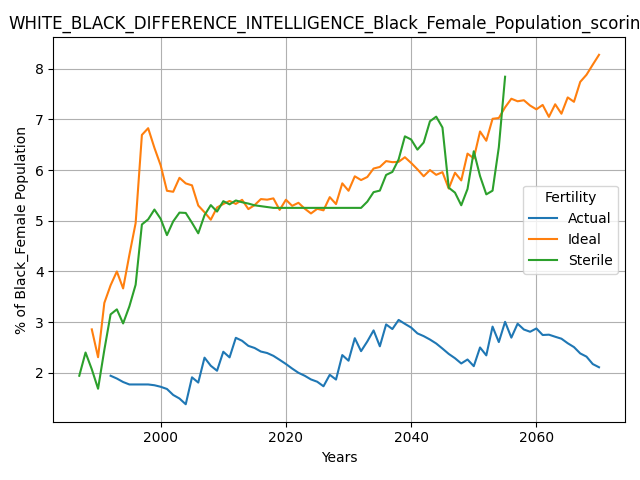 WHITE_BLACK_DIFFERENCE_INTELLIGENCE_Black_Female_Population_scorin
% of Black_Female Population
8
7
6
5
4
3
2
Fertility
Actual
Ideal
Sterile
2000
2020
2040
2060
Years